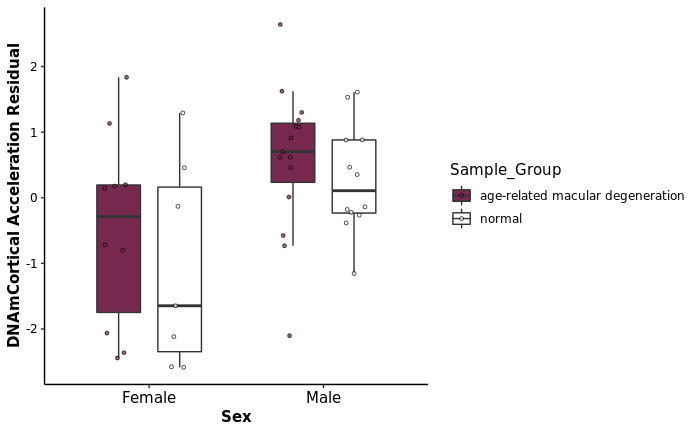 DNAmCortical Acceleration Residual
2
1
0
-1
-2
Female
Male
Sex
Sample_Group
age-related macular degeneration
normal